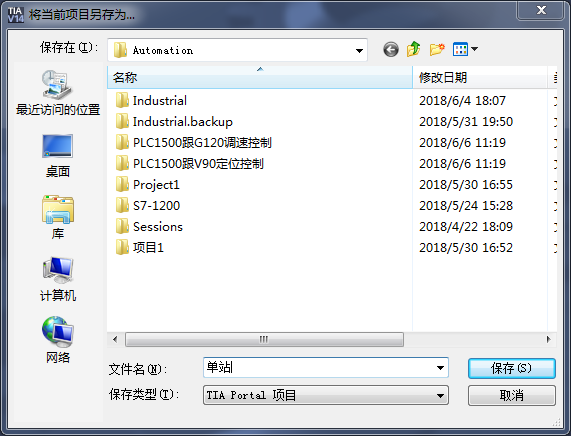 TIA V14 将当前项目另存为...
保存在(I): Automation
名称 修改日期
Industrial 2018/6/4 18:07
Industrial.backup 2018/5/31 19:50
PLC1500跟G120调速控制 2018/6/6 11:19
PLC1500跟V90定位控制 2018/6/6 11:19
Project1 2018/5/30 16:55
S7-1200 2018/5/24 15:28
Sessions 2018/4/22 18:09
项目1 2018/5/30 16:52
最近访问的位置
桌面
库
计算机
网络
文件名(N): 单站 保存(S)
保存类型(T): TIA Portal 项目 取消